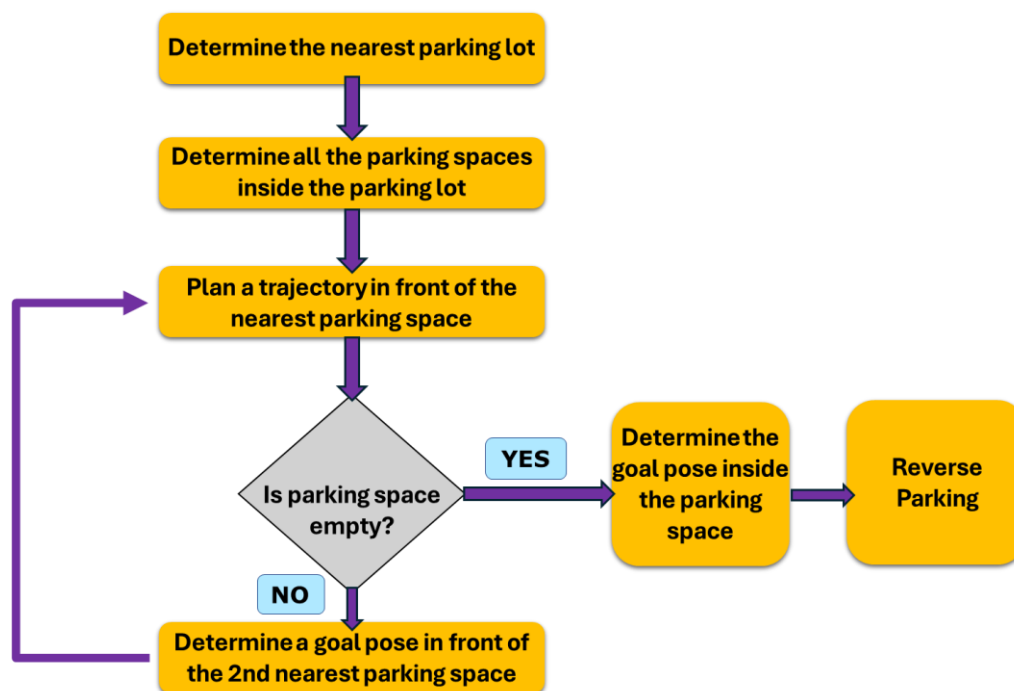 Determine the nearest parking lot
Determine all the parking spaces
inside the parking lot
Plan a trajectory in front of the
nearest parking space
Is parking space
empty?
YES
Determine the
goal pose inside
the parking
space
Reverse
Parking
NO
Determine a goal pose in front of
the 2nd nearest parking space